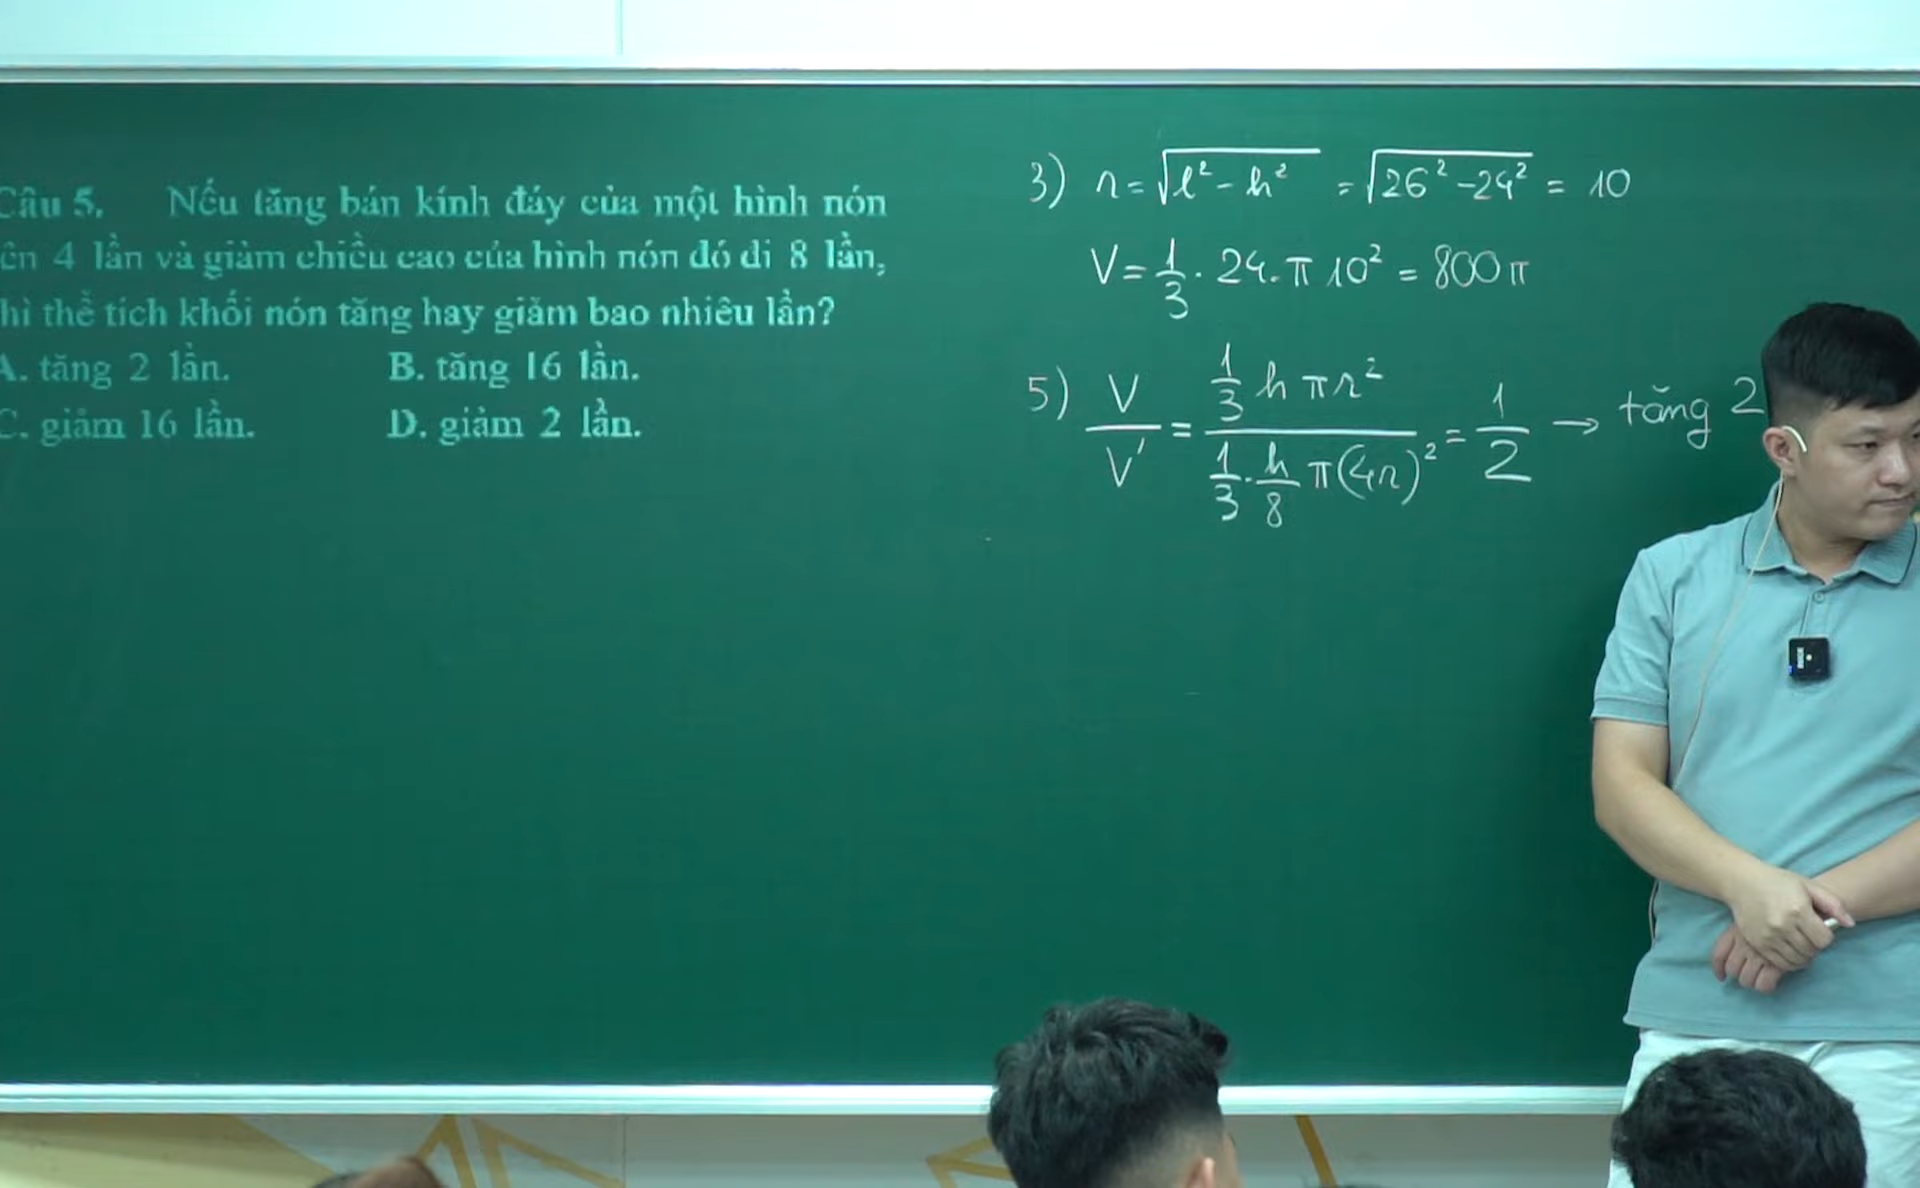 Câu 5. Nếu tăng bán kính đáy của một hình nón
ên 4 lần và giảm chiều cao của hình nón đó đi 8 lần,
hì thể tích khối nón tăng hay giảm bao nhiêu lần?
A. tăng 2 lần. B. tăng 16 lần.
C. giảm 16 lần. D. giảm 2 lần.
3) r = √(l² - h²) = √(26² - 24²) = 10
V = 1/3 . 24 . π 10² = 800π
5) V/V' = (1/3 h π r²)/(1/3 . h/8 π (4r)²) = 1/2 → tăng 2